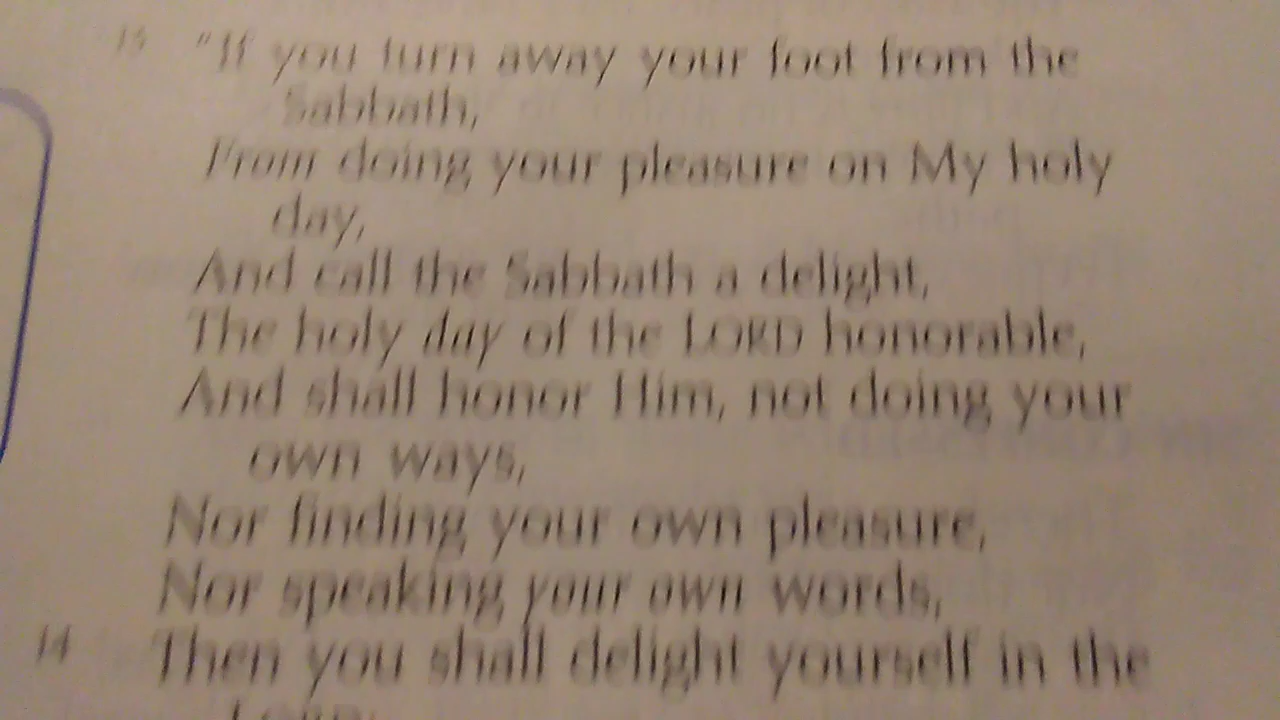 13 "If you turn away your foot from the
Sabbath,
From doing your pleasure on My holy
day,
And call the Sabbath a delight,
The holy day of the LORD honorable,
And shall honor Him, not doing your
own ways,
Nor finding your own pleasure,
Nor speaking your own words,
14 Then you shall delight yourself in the
LORD;